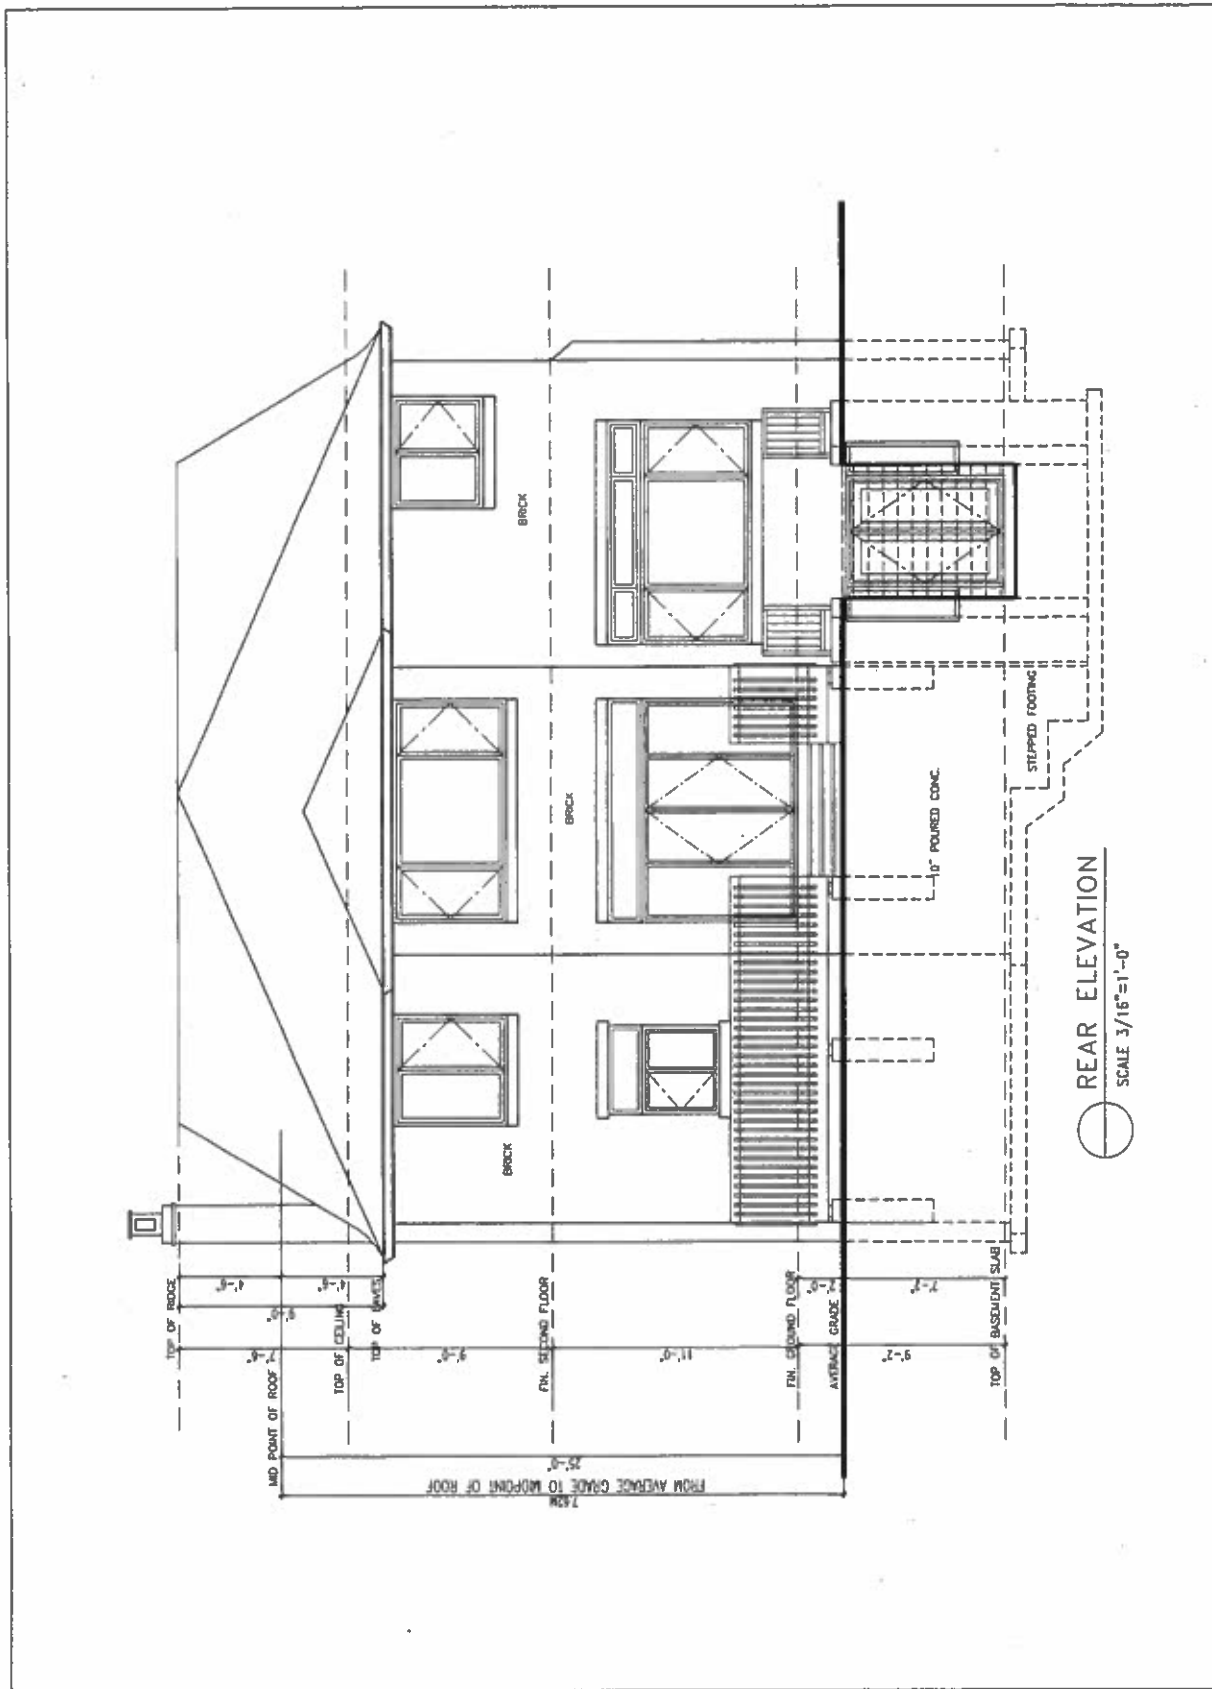 TOP OF RIDGE
MID POINT OF ROOF
TOP OF CEILING
TOP OF EAVES
FIN. SECOND FLOOR
FIN. GROUND FLOOR
AVERAGE GRADE
TOP OF BASEMENT SLAB
4'-6"
4'-6"
9'-0"
7'-6"
9'-0"
11'-0"
2'-0"
7'-2"
9'-2"
25'-0"
FROM AVERAGE GRADE TO MIDPOINT OF ROOF
7.62M
BRICK
BRICK
BRICK
10" POURED CONC.
STEPPED FOOTING
REAR ELEVATION
SCALE 3/16"=1'-0"